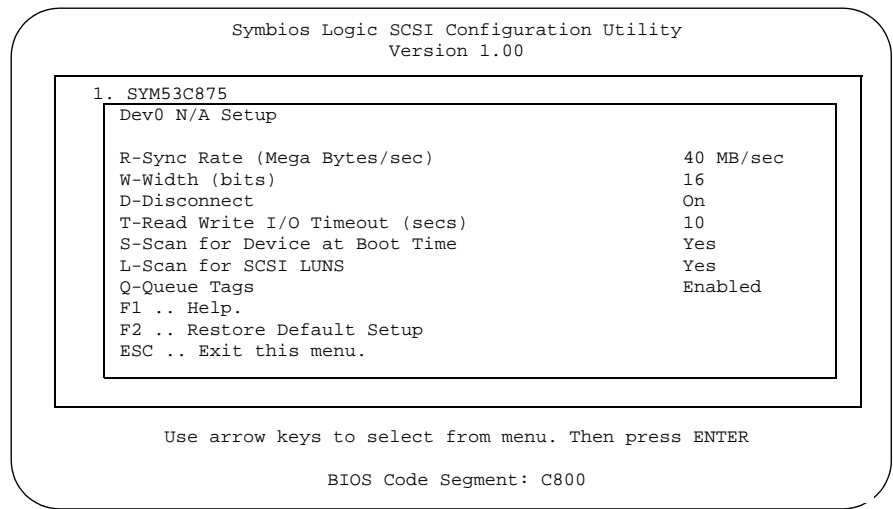 Symbios Logic SCSI Configuration Utility
Version 1.00
1. SYM53C875
Dev0 N/A Setup
R-Sync Rate (Mega Bytes/sec) 40 MB/sec
W-Width (bits) 16
D-Disconnect On
T-Read Write I/O Timeout (secs) 10
S-Scan for Device at Boot Time Yes
L-Scan for SCSI LUNS Yes
Q-Queue Tags Enabled
F1 .. Help.
F2 .. Restore Default Setup
ESC .. Exit this menu.
Use arrow keys to select from menu. Then press ENTER
BIOS Code Segment: C800